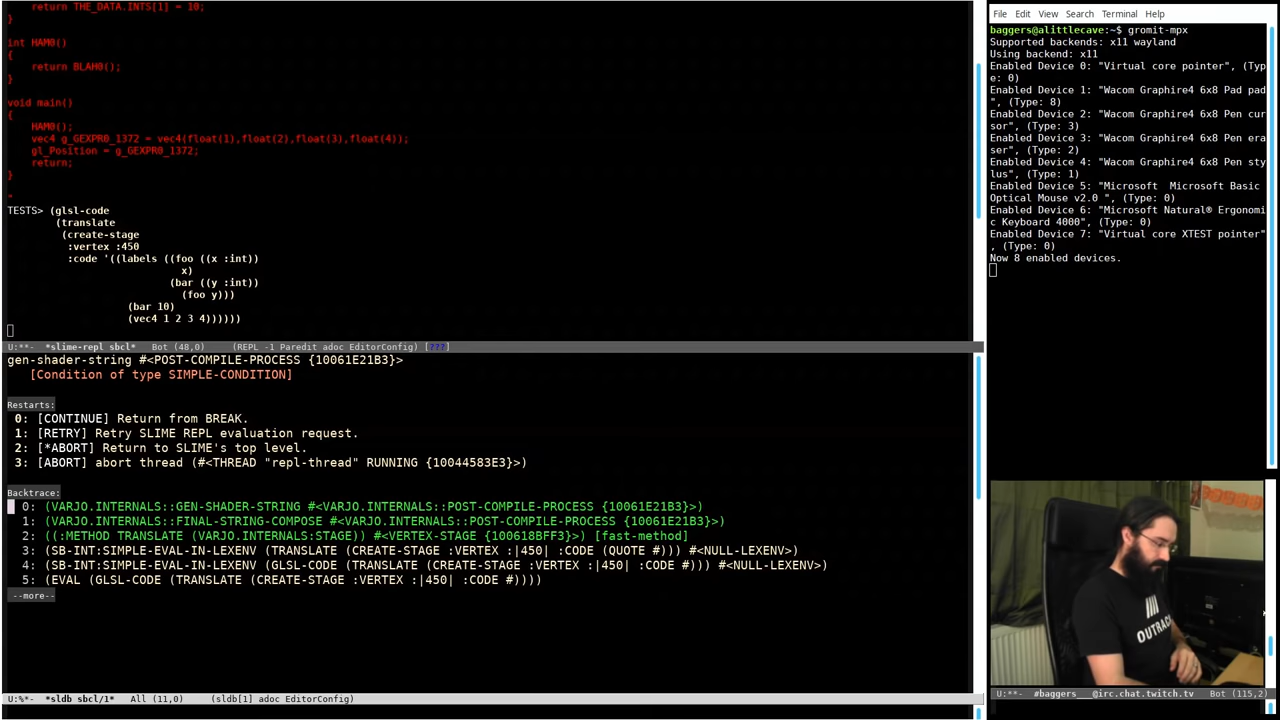 return THE_DATA.INTS[1] = 10;
}
int HAM0()
{
    return BLAH0();
}
void main()
{
    HAM0();
    vec4 g_GEXPR0_1372 = vec4(float(1),float(2),float(3),float(4));
    gl_Position = g_GEXPR0_1372;
    return;
}
"
TESTS> (glsl-code
        (translate
         (create-stage
          :vertex :450
          :code '((labels ((foo ((x :int))
                             x)
                           (bar ((y :int))
                             (foo y)))
                    (bar 10)
                    (vec4 1 2 3 4))))))
U:**-  *slime-repl sbcl*   Bot (48,0)     (REPL -1 Paredit adoc EditorConfig) [???]
gen-shader-string #<POST-COMPILE-PROCESS {10061E21B3}>
   [Condition of type SIMPLE-CONDITION]
Restarts:
 0: [CONTINUE] Return from BREAK.
 1: [RETRY] Retry SLIME REPL evaluation request.
 2: [*ABORT] Return to SLIME's top level.
 3: [ABORT] abort thread (#<THREAD "repl-thread" RUNNING {10044583E3}>)
Backtrace:
 0: (VARJO.INTERNALS::GEN-SHADER-STRING #<VARJO.INTERNALS::POST-COMPILE-PROCESS {10061E21B3}>)
 1: (VARJO.INTERNALS::FINAL-STRING-COMPOSE #<VARJO.INTERNALS::POST-COMPILE-PROCESS {10061E21B3}>)
 2: ((:METHOD TRANSLATE (VARJO.INTERNALS:STAGE)) #<VERTEX-STAGE {100618BFF3}>) [fast-method]
 3: (SB-INT:SIMPLE-EVAL-IN-LEXENV (TRANSLATE (CREATE-STAGE :VERTEX :|450| :CODE (QUOTE #))) #<NULL-LEXENV>)
 4: (SB-INT:SIMPLE-EVAL-IN-LEXENV (GLSL-CODE (TRANSLATE (CREATE-STAGE :VERTEX :|450| :CODE #))) #<NULL-LEXENV>)
 5: (EVAL (GLSL-CODE (TRANSLATE (CREATE-STAGE :VERTEX :|450| :CODE #))))
 --more--
U:%*-  *sldb sbcl/1*   All (11,0)     (sldb[1] adoc EditorConfig)
File  Edit  View  Search  Terminal  Help
baggers@alittlecave:~$ gromit-mpx
Supported backends: x11 wayland
Using backend: x11
Enabled Device 0: "Virtual core pointer", (Typ
e: 0)
Enabled Device 1: "Wacom Graphire4 6x8 Pad pad
", (Type: 8)
Enabled Device 2: "Wacom Graphire4 6x8 Pen cur
sor", (Type: 3)
Enabled Device 3: "Wacom Graphire4 6x8 Pen era
ser", (Type: 2)
Enabled Device 4: "Wacom Graphire4 6x8 Pen sty
lus", (Type: 1)
Enabled Device 5: "Microsoft  Microsoft Basic
Optical Mouse v2.0 ", (Type: 0)
Enabled Device 6: "Microsoft Natural® Ergonomi
c Keyboard 4000", (Type: 0)
Enabled Device 7: "Virtual core XTEST pointer"
, (Type: 0)
Now 8 enabled devices.
OUTRAC
U:**-  #baggers___@irc.chat.twitch.tv   Bot (115,2)